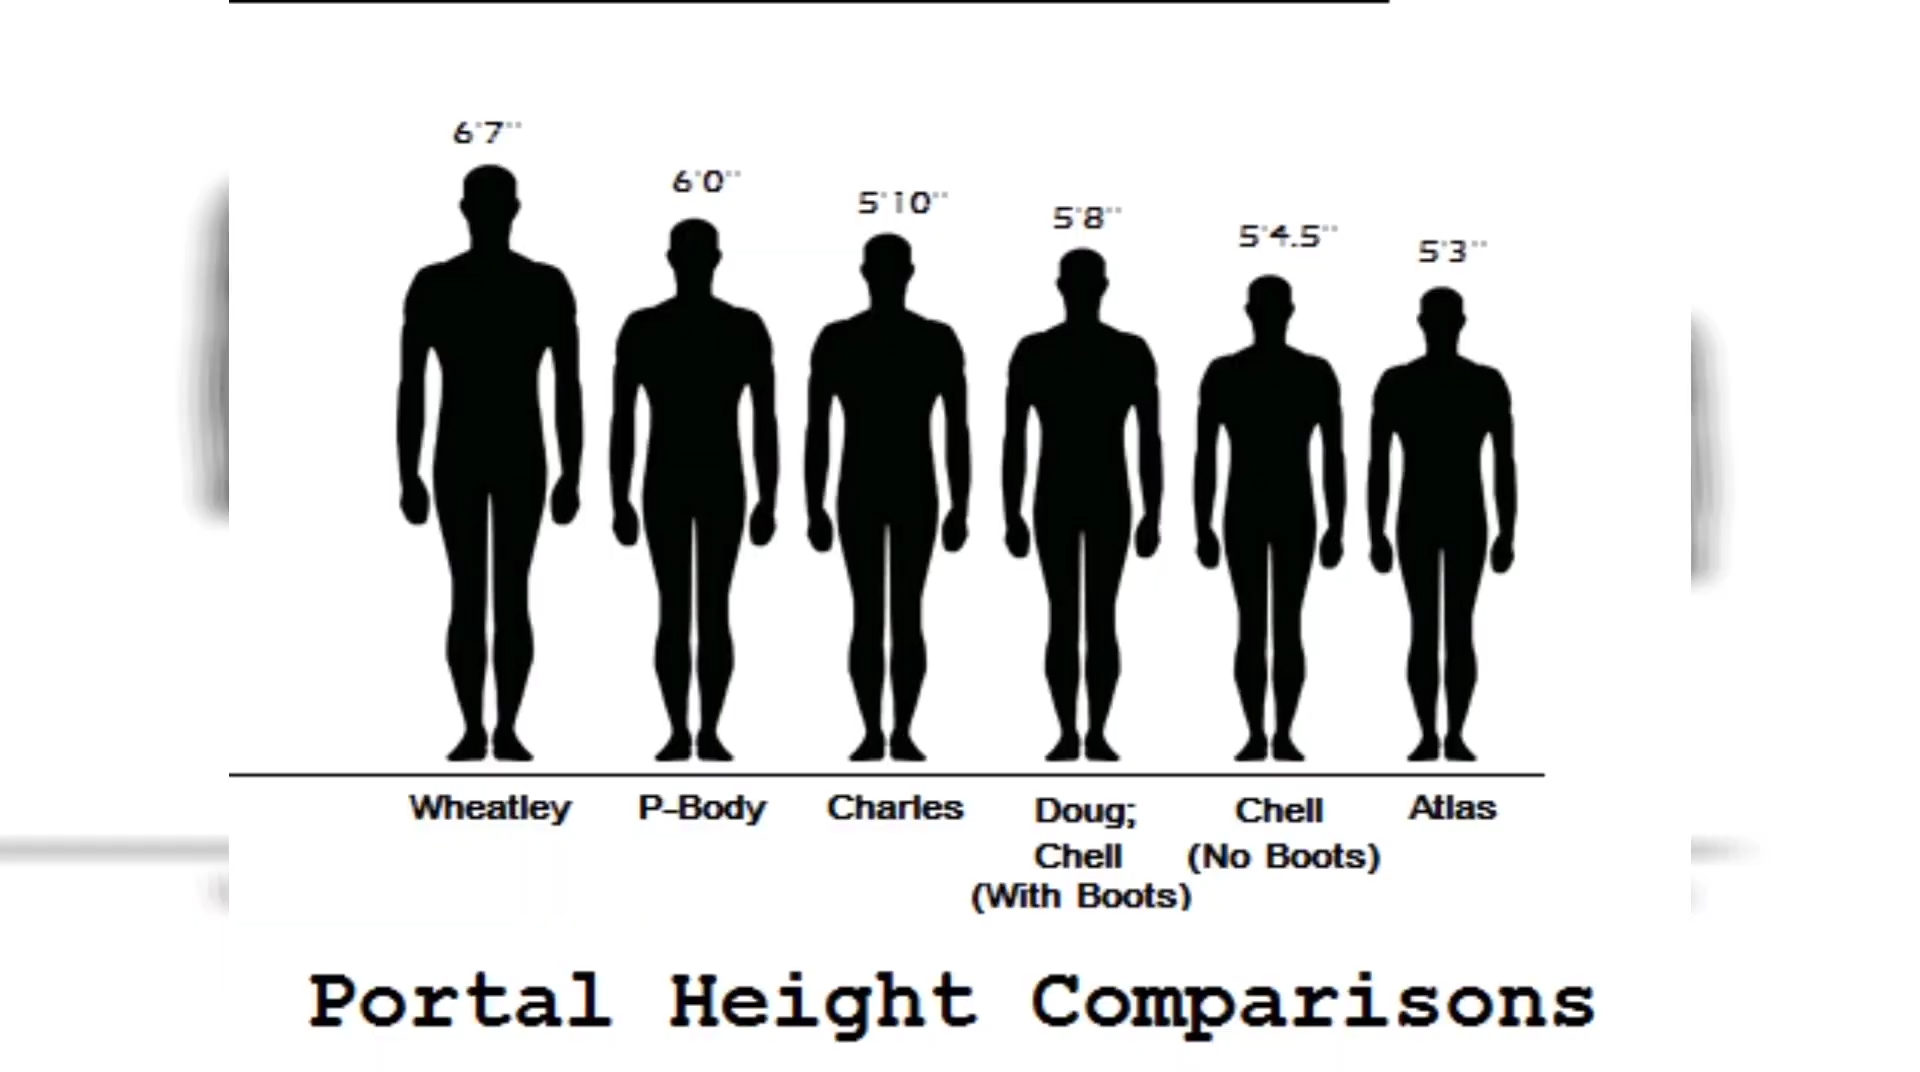 6'7"
6'0"
5'10"
5'8"
5'4.5"
5'3"
Wheatley
P-Body
Charles
Doug;
Chell
(With Boots)
Chell
(No Boots)
Atlas
Portal Height Comparisons